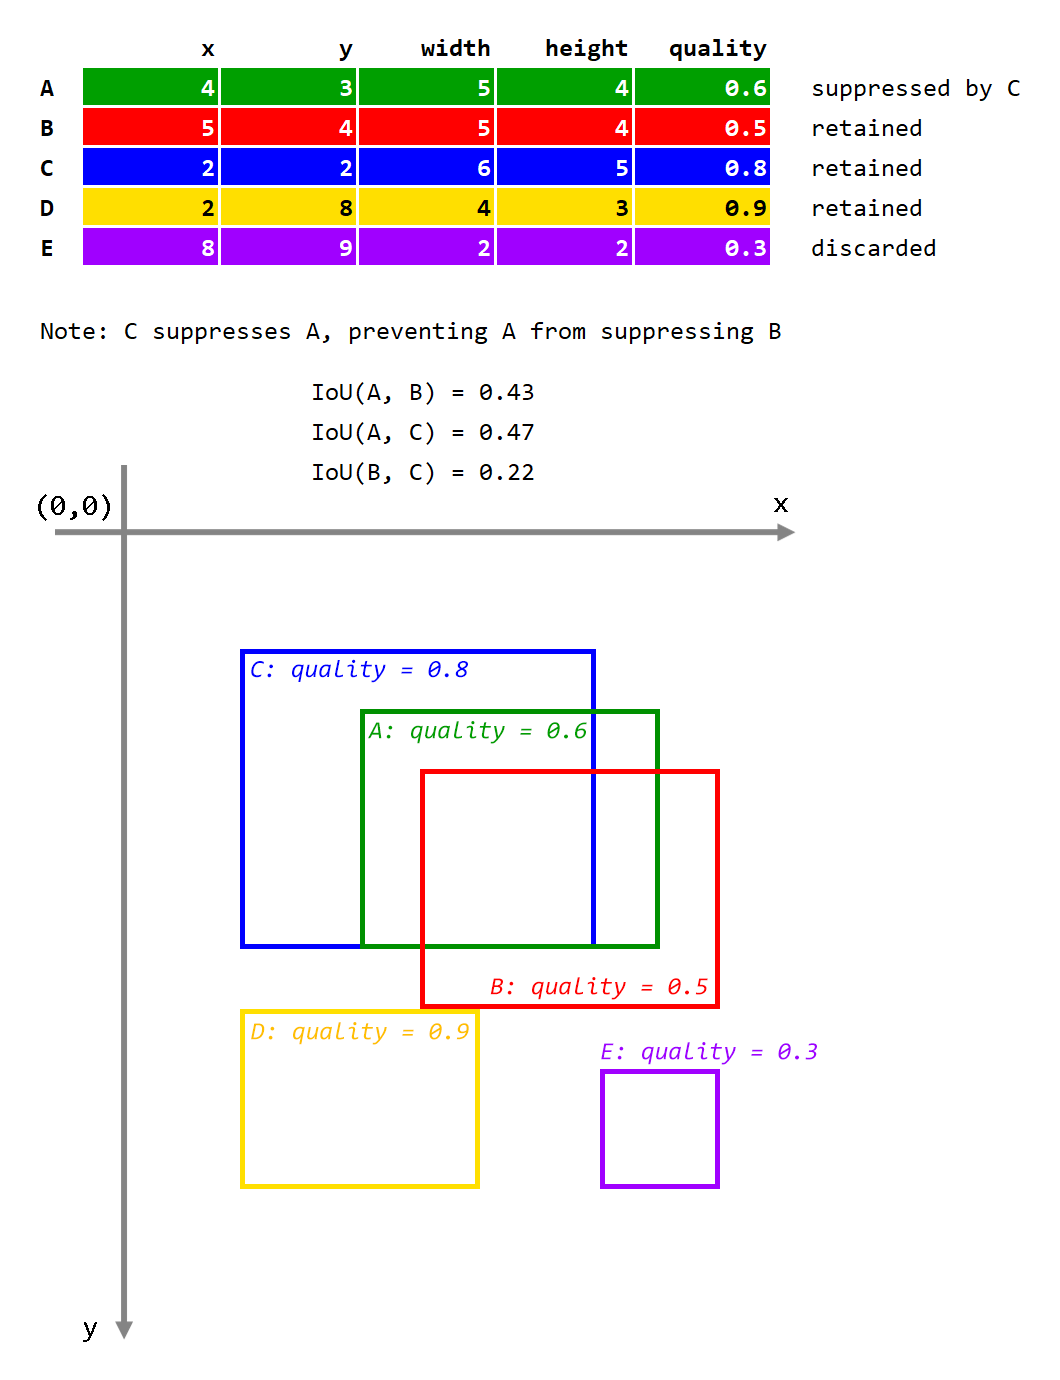 x y width height quality
A 4 3 5 4 0.6 suppressed by C
B 5 4 5 4 0.5 retained
C 2 2 6 5 0.8 retained
D 2 8 4 3 0.9 retained
E 8 9 2 2 0.3 discarded
Note: C suppresses A, preventing A from suppressing B
IoU(A, B) = 0.43
IoU(A, C) = 0.47
IoU(B, C) = 0.22
(0,0) x
C: quality = 0.8
A: quality = 0.6
B: quality = 0.5
D: quality = 0.9
E: quality = 0.3
y